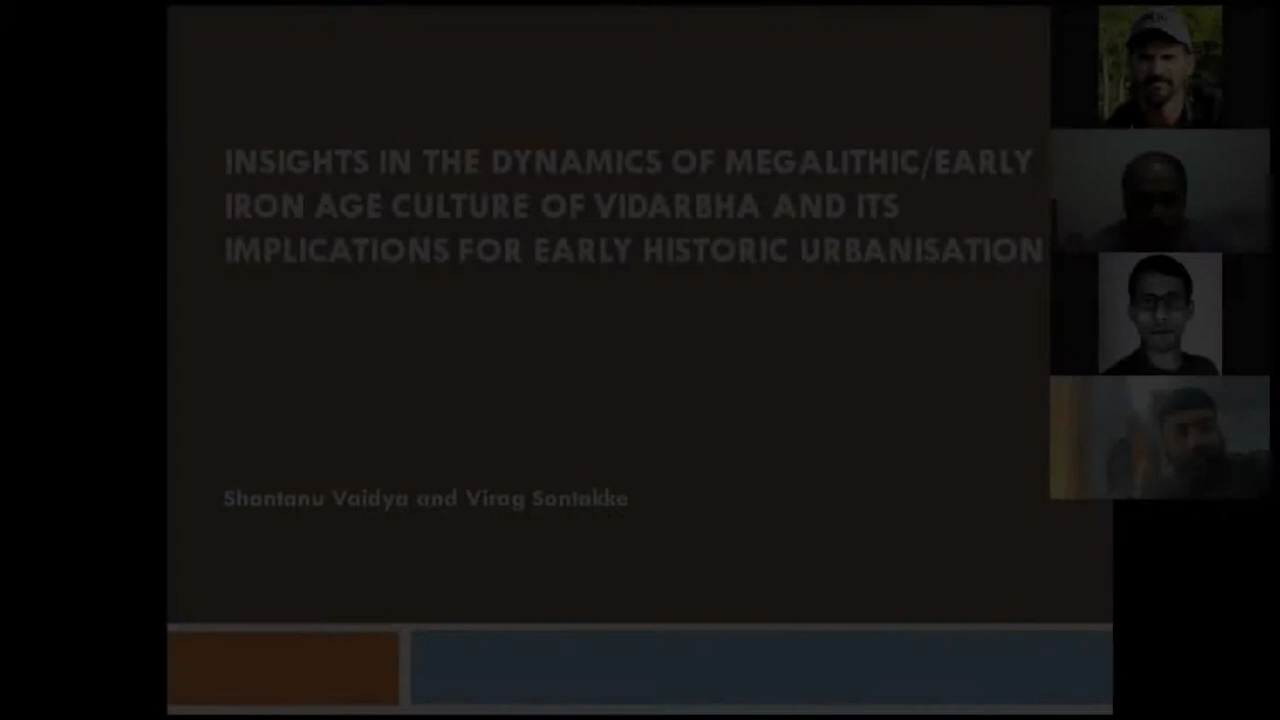 INSIGHTS IN THE DYNAMICS OF MEGALITHIC/EARLY
IRON AGE CULTURE OF VIDARBHA AND ITS
IMPLICATIONS FOR EARLY HISTORIC URBANISATION
Shantanu Vaidya and Virag Sontakke